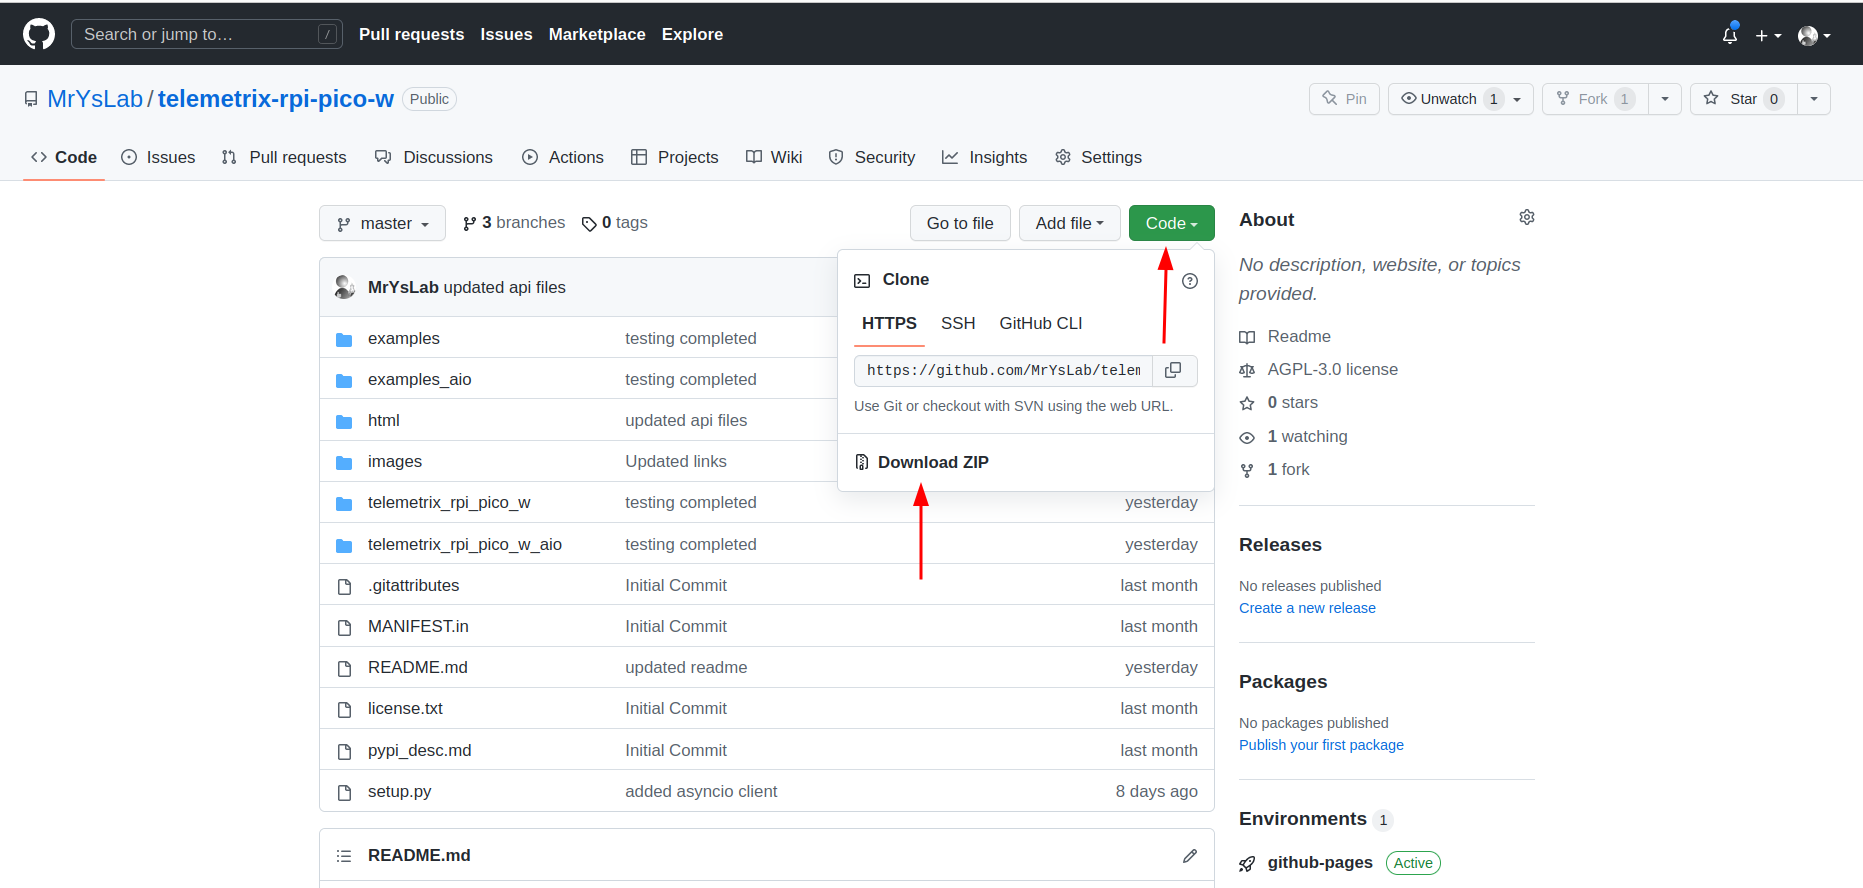 Search or jump to… /
Pull requests Issues Marketplace Explore
MrYsLab / telemetrix-rpi-pico-w Public
Pin Unwatch 1 Fork 1 Star 0
Code Issues Pull requests Discussions Actions Projects Wiki Security Insights Settings
master 3 branches 0 tags
Go to file Add file Code
MrYsLab updated api files
examples testing completed
examples_aio testing completed
html updated api files
images Updated links
telemetrix_rpi_pico_w testing completed yesterday
telemetrix_rpi_pico_w_aio testing completed yesterday
.gitattributes Initial Commit last month
MANIFEST.in Initial Commit last month
README.md updated readme yesterday
license.txt Initial Commit last month
pypi_desc.md Initial Commit last month
setup.py added asyncio client 8 days ago
README.md
Clone
HTTPS SSH GitHub CLI
https://github.com/MrYsLab/telem
Use Git or checkout with SVN using the web URL.
Download ZIP
About
No description, website, or topics
provided.
Readme
AGPL-3.0 license
0 stars
1 watching
1 fork
Releases
No releases published
Create a new release
Packages
No packages published
Publish your first package
Environments 1
github-pages Active